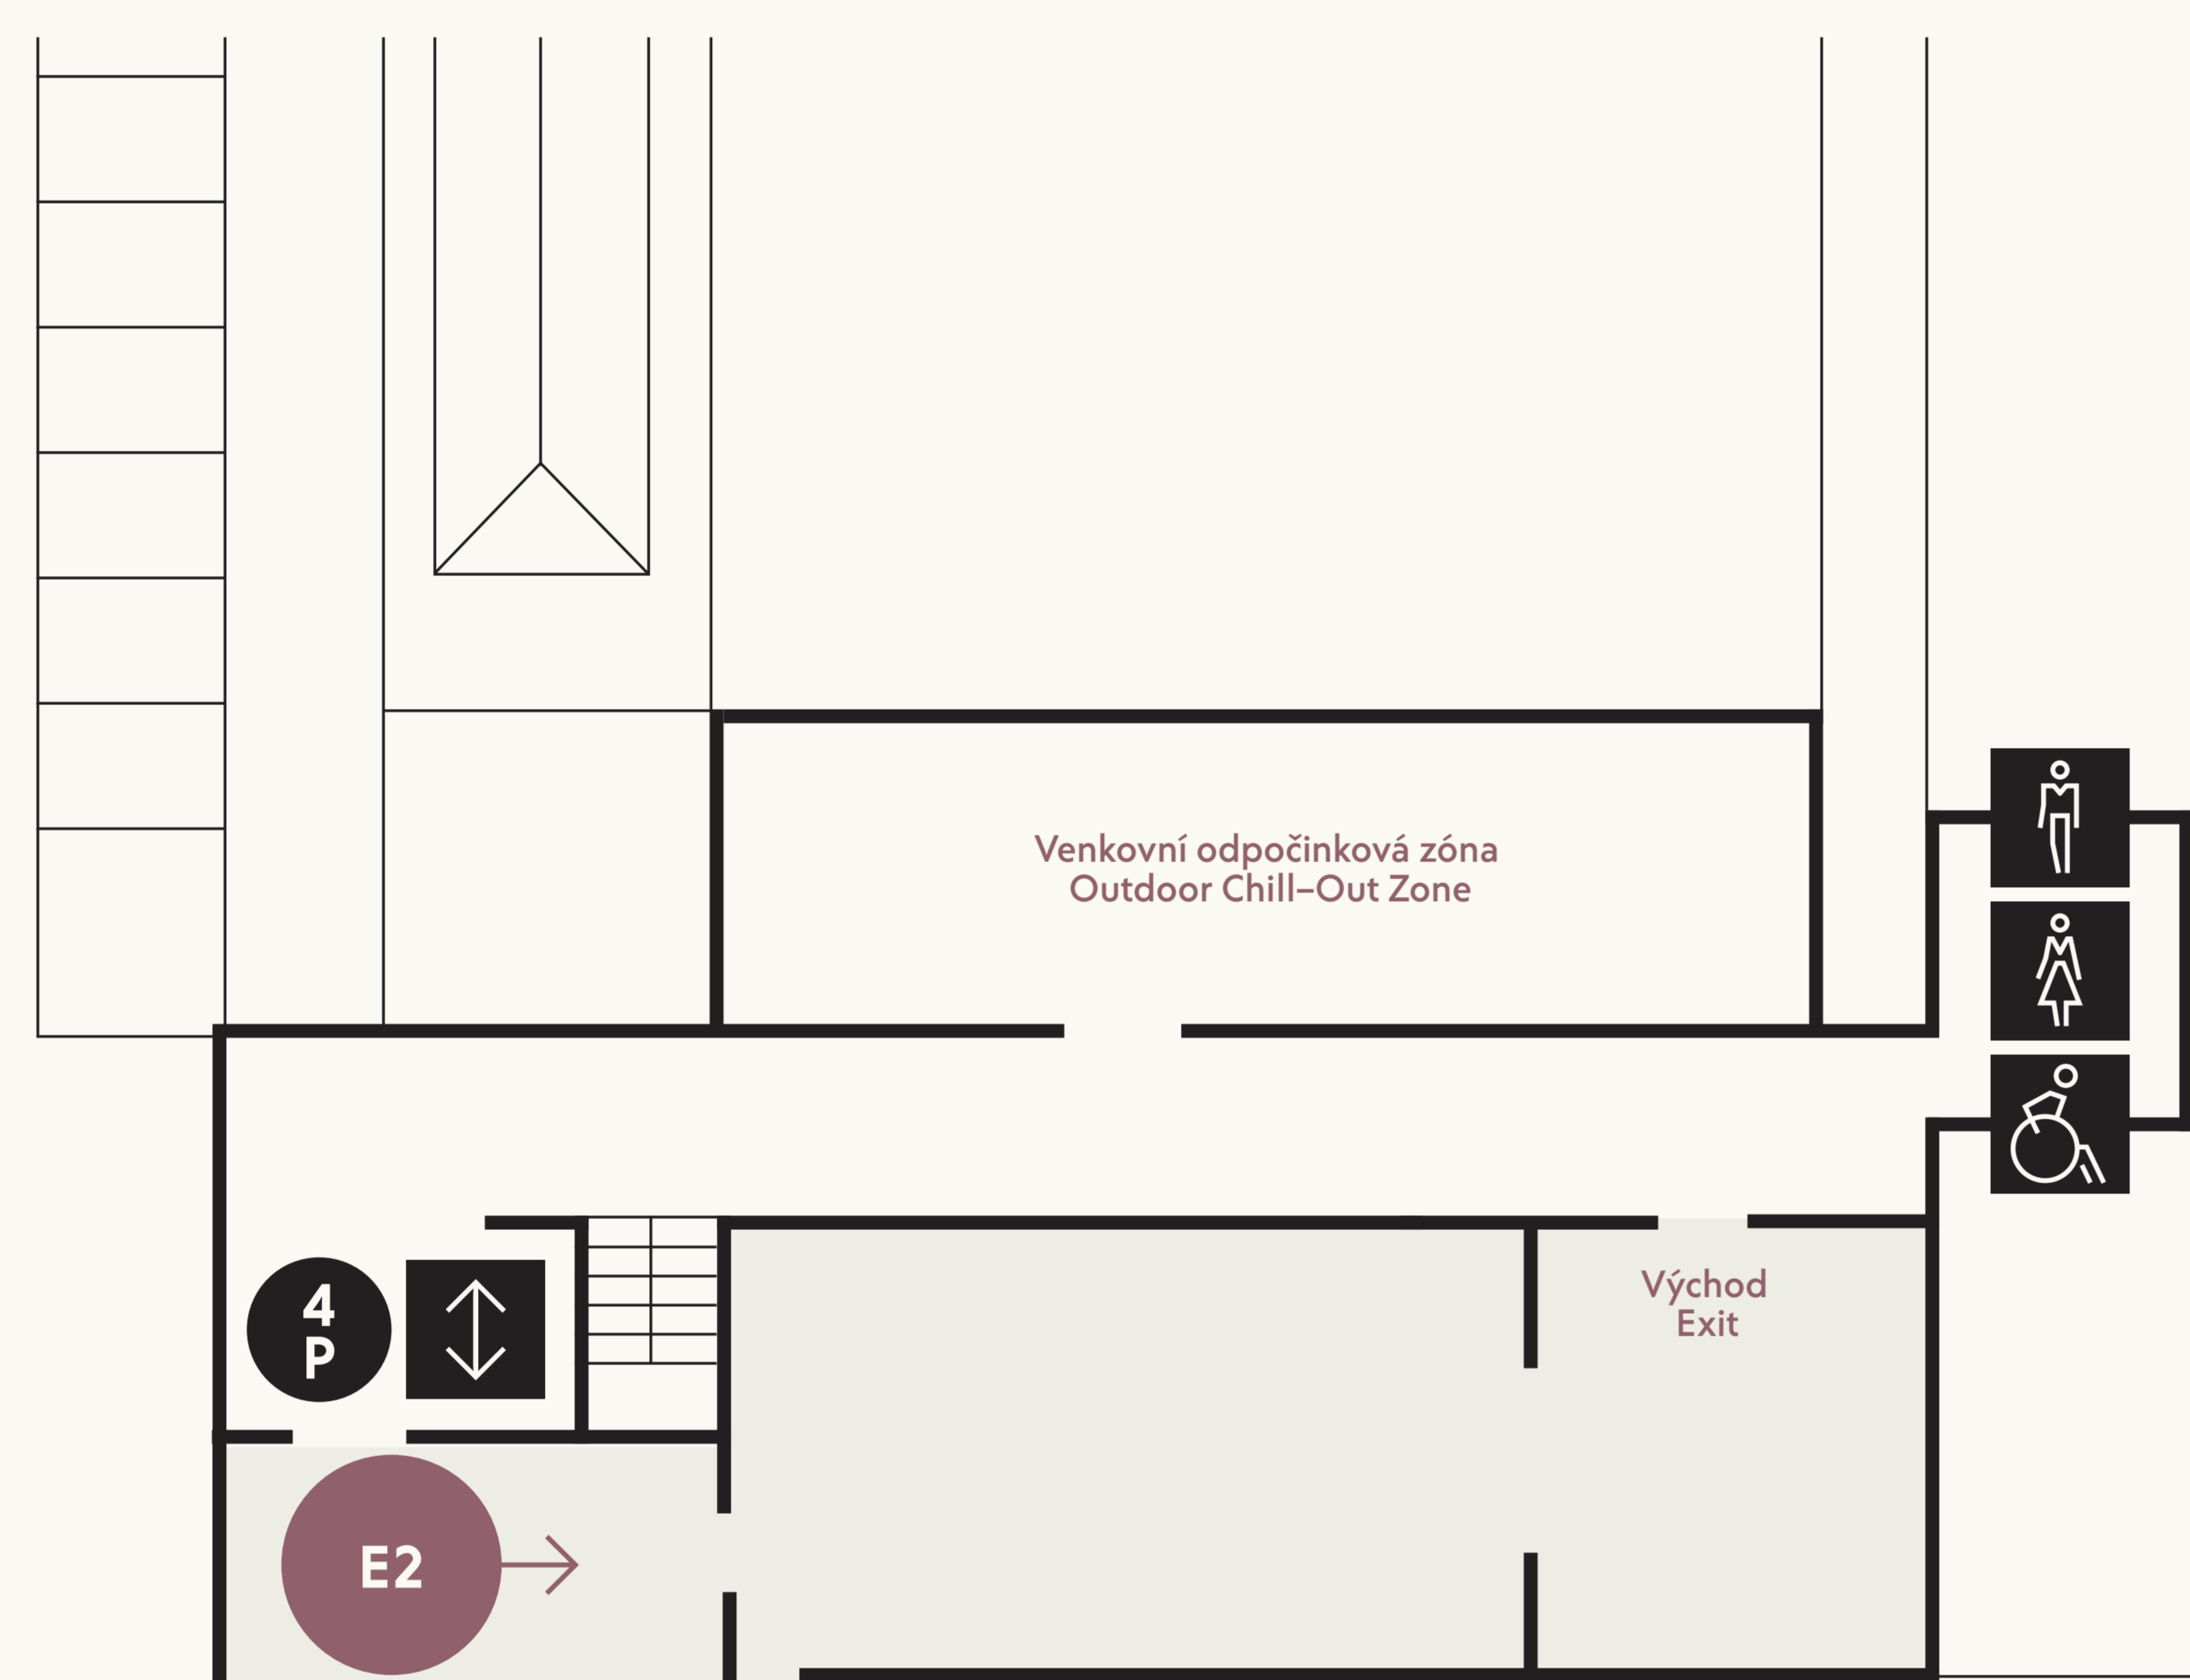 Venkovní odpočinková zóna
Outdoor Chill–Out Zone
Východ
Exit
4
P
E2